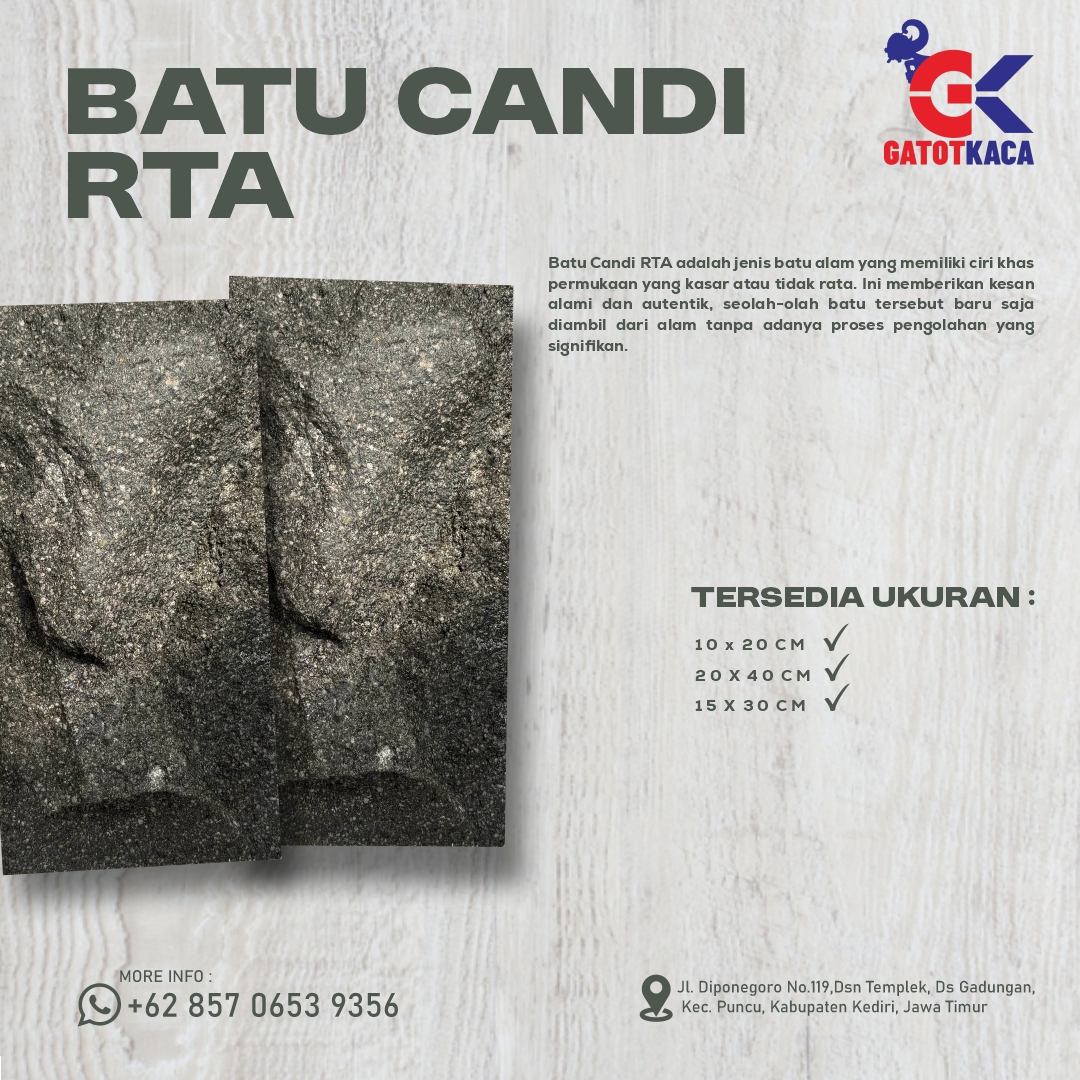 BATU CANDI
RTA
GK
GATOTKACA
Batu Candi RTA adalah jenis batu alam yang memiliki ciri khas
permukaan yang kasar atau tidak rata. Ini memberikan kesan
alami dan autentik, seolah-olah batu tersebut baru saja
diambil dari alam tanpa adanya proses pengolahan yang
signifikan.
TERSEDIA UKURAN :
10 x 20 CM ✓
20 X 40 CM ✓
15 X 30 CM ✓
MORE INFO :
+62 857 0653 9356
Jl. Diponegoro No.119,Dsn Templek, Ds Gadungan,
Kec. Puncu, Kabupaten Kediri, Jawa Timur